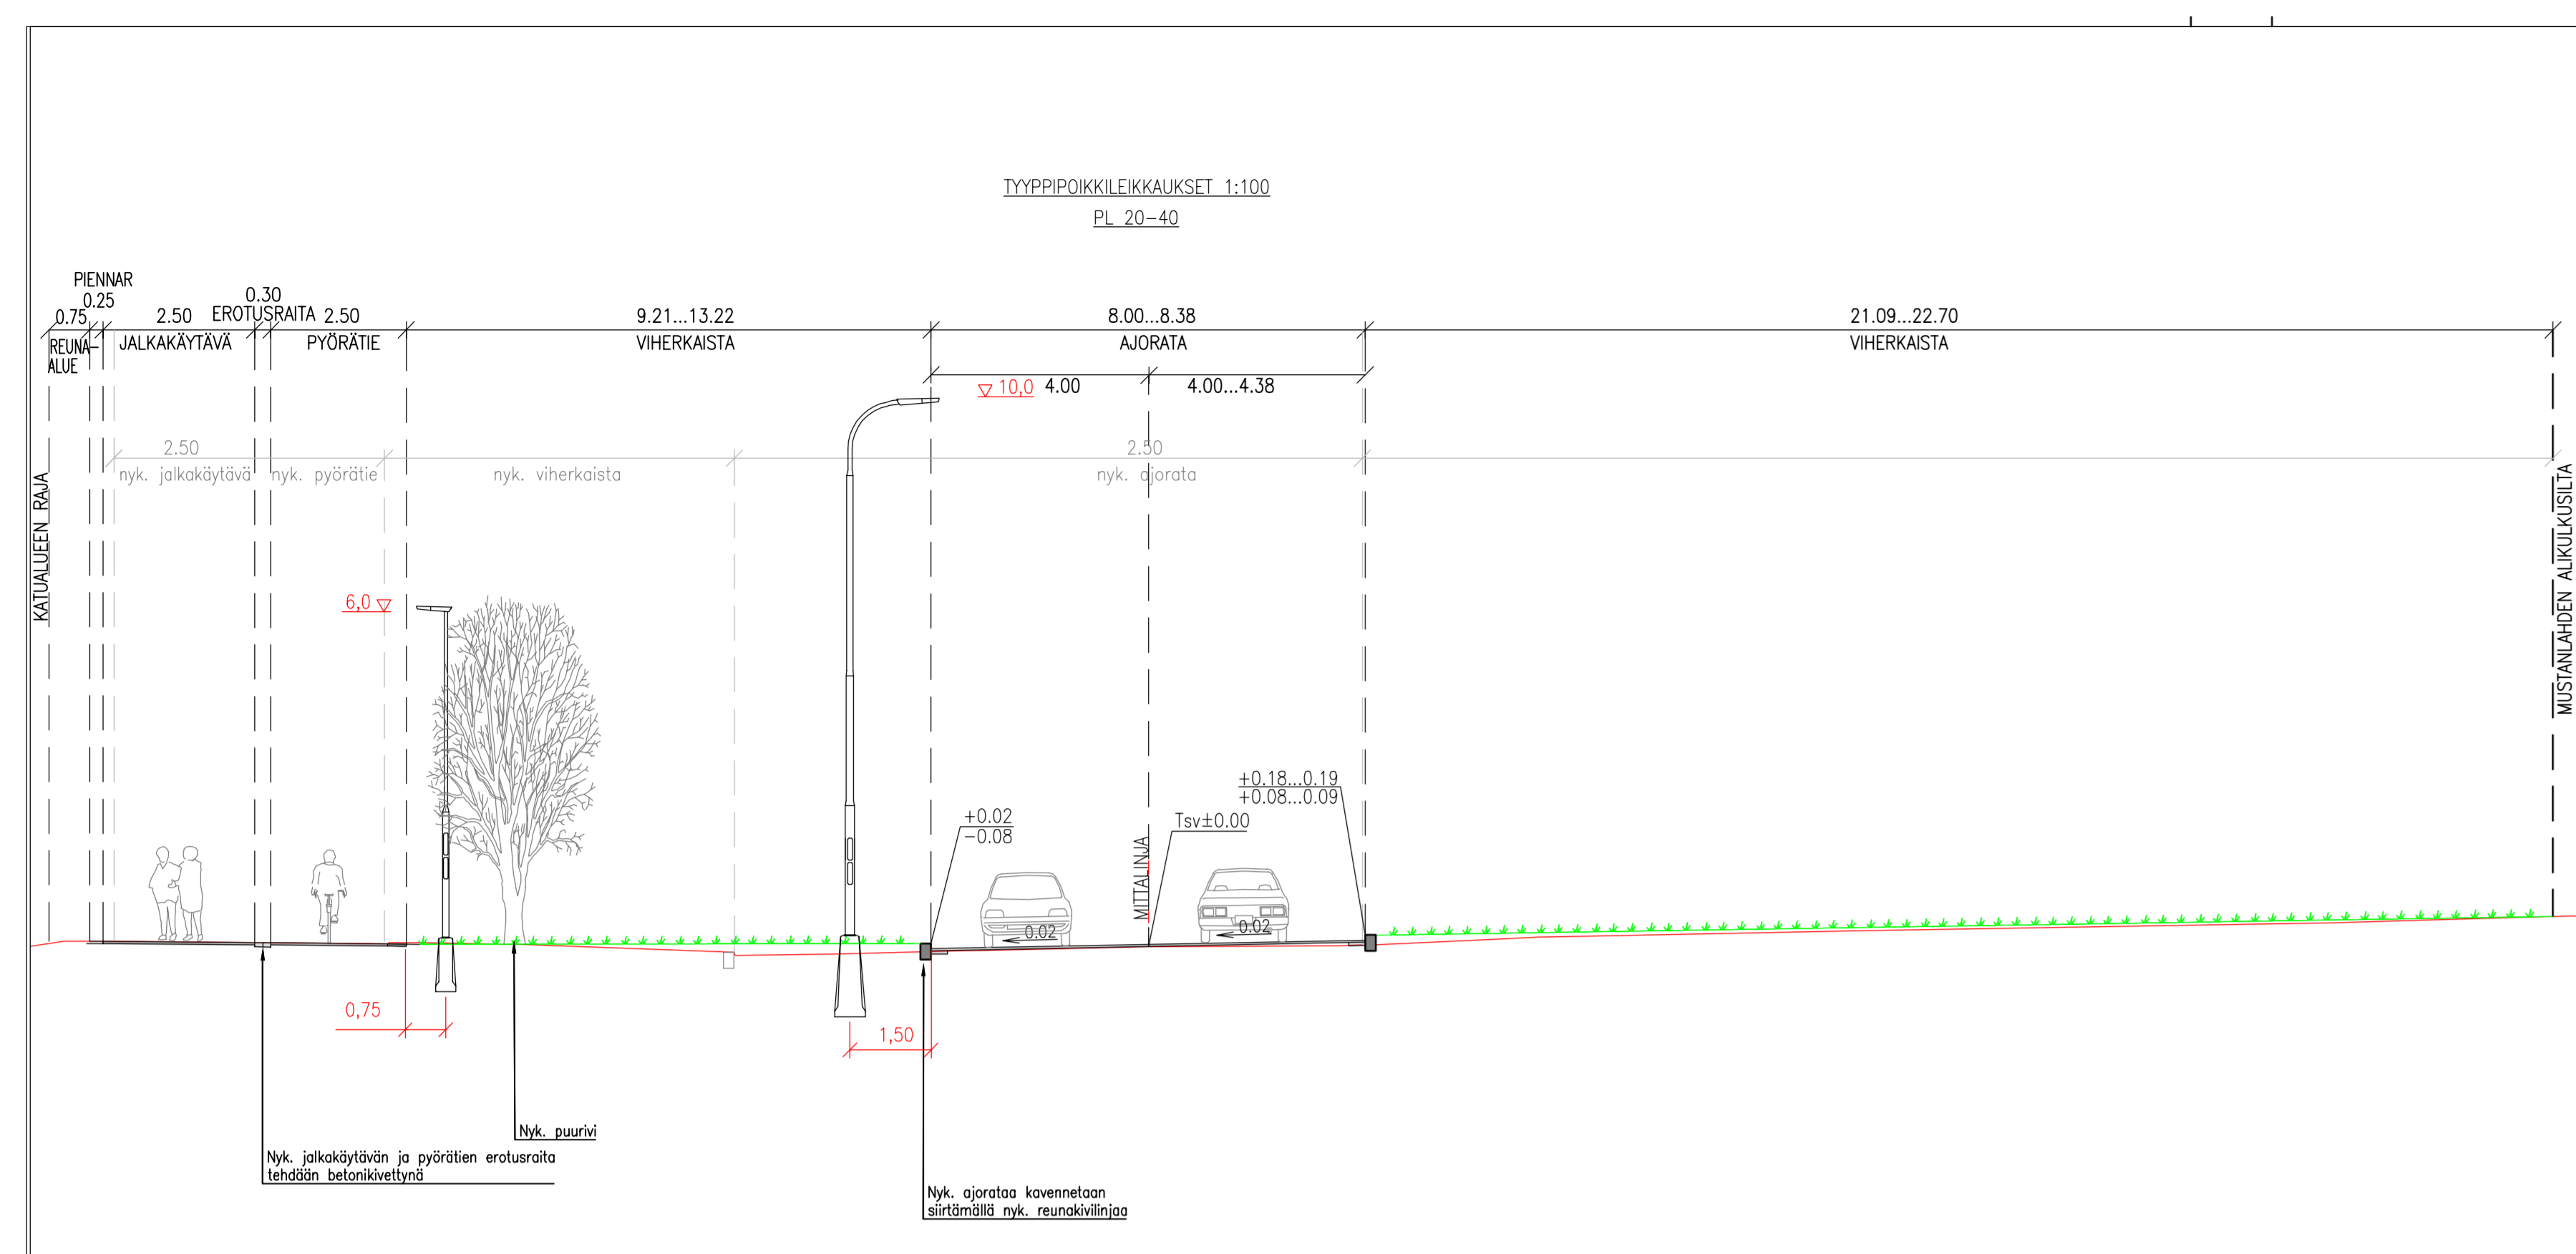 TYYPPIPOIKKILEIKKAUKSET 1:100
PL 20-40
PIENNAR
0.25
0.75
2.50
0.30
EROTUSRAITA
2.50
9.21...13.22
8.00...8.38
21.09...22.70
REUNA-
ALUE
JALKAKÄYTÄVÄ
PYÖRÄTIE
VIHERKAISTA
AJORATA
VIHERKAISTA
10,0
4.00
4.00...4.38
2.50
2.50
nyk. jalkakäytävä
nyk. pyörätie
nyk. viherkaista
nyk. ajorata
KATUALUEEN RAJA
MUSTANLAHDEN ALIKULKUSILTA
6,0
+0.18...0.19
+0.08...0.09
+0.02
-0.08
Tsv±0.00
MITTALINJA
0.02
0.02
0,75
1,50
Nyk. puurivi
Nyk. jalkakäytävän ja pyörätien erotusraita
tehdään betonikivettynä
Nyk. ajorataa kavennetaan
siirtämällä nyk. reunakivilinjaa